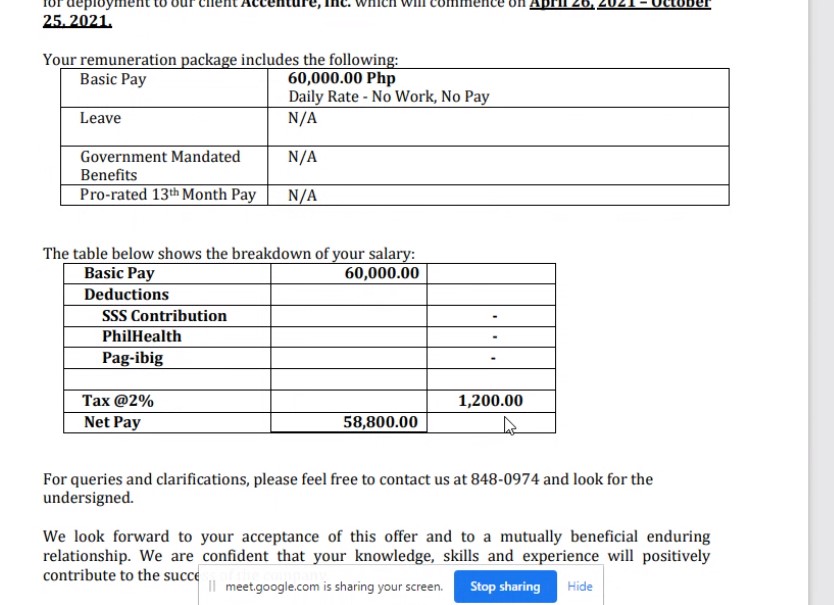 for deployment to our client Accenture, Inc. which will commence on April 26, 2021 – October
25, 2021.
Your remuneration package includes the following:
Basic Pay 60,000.00 Php
Daily Rate - No Work, No Pay
Leave N/A
Government Mandated N/A
Benefits
Pro-rated 13th Month Pay N/A
The table below shows the breakdown of your salary:
Basic Pay 60,000.00
Deductions
SSS Contribution -
PhilHealth -
Pag-ibig -
Tax @2% 1,200.00
Net Pay 58,800.00
For queries and clarifications, please feel free to contact us at 848-0974 and look for the
undersigned.
We look forward to your acceptance of this offer and to a mutually beneficial enduring
relationship. We are confident that your knowledge, skills and experience will positively
contribute to the succe
meet.google.com is sharing your screen. Stop sharing Hide